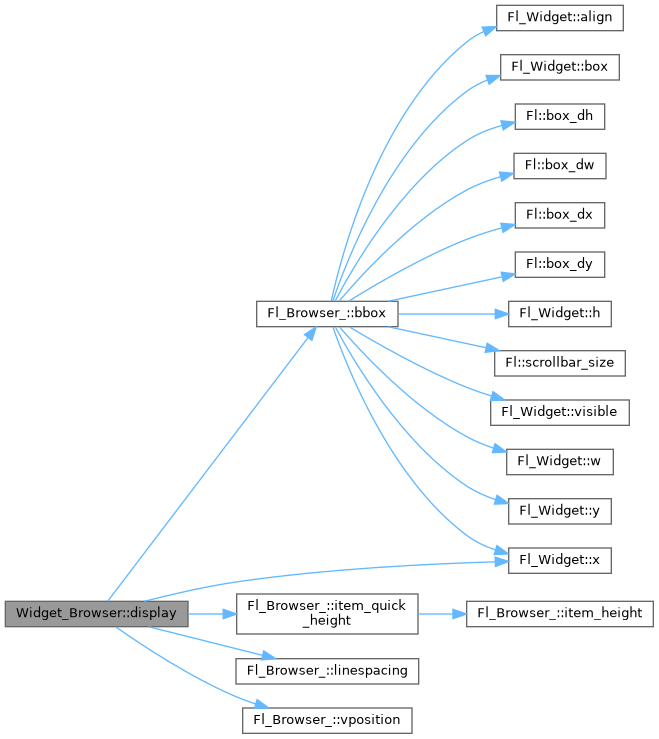 Fl_Widget::align
Fl_Widget::box
Fl::box_dh
Fl::box_dw
Fl::box_dx
Fl::box_dy
Fl_Browser_::bbox
Fl_Widget::h
Fl::scrollbar_size
Fl_Widget::visible
Fl_Widget::w
Fl_Widget::y
Fl_Widget::x
Widget_Browser::display
Fl_Browser_::item_quick
_height
Fl_Browser_::item_height
Fl_Browser_::linespacing
Fl_Browser_::vposition